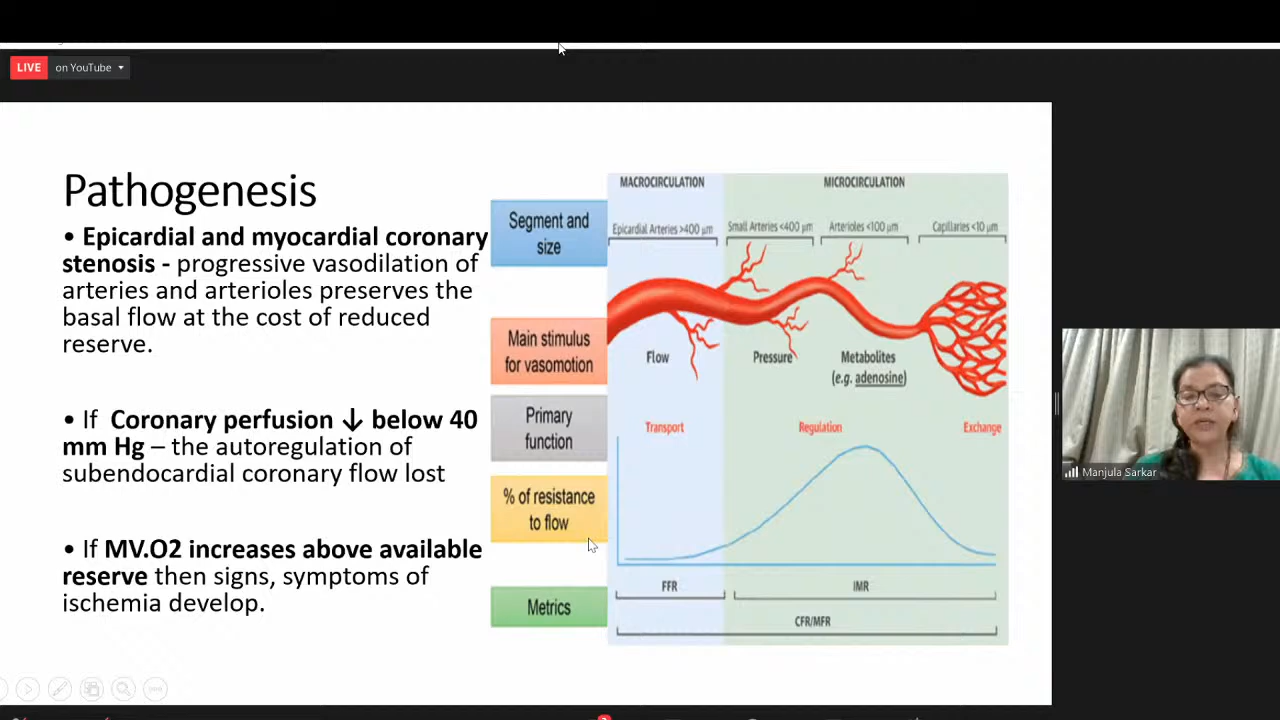 LIVE on YouTube
Pathogenesis
• Epicardial and myocardial coronary
stenosis - progressive vasodilation of
arteries and arterioles preserves the
basal flow at the cost of reduced
reserve.
• If Coronary perfusion ↓ below 40
mm Hg – the autoregulation of
subendocardial coronary flow lost
• If MV.O2 increases above available
reserve then signs, symptoms of
ischemia develop.
Segment and
size
Main stimulus
for vasomotion
Primary
function
% of resistance
to flow
Metrics
MACROCIRCULATION MICROCIRCULATION
Epicardial Arteries >400 μm Small Arteries <400 μm Arterioles <100 μm Capillaries <10 μm
Flow Pressure Metabolites
(e.g. adenosine)
Transport Regulation Exchange
FFR IMR
CFR/MFR
Manjula Sarkar